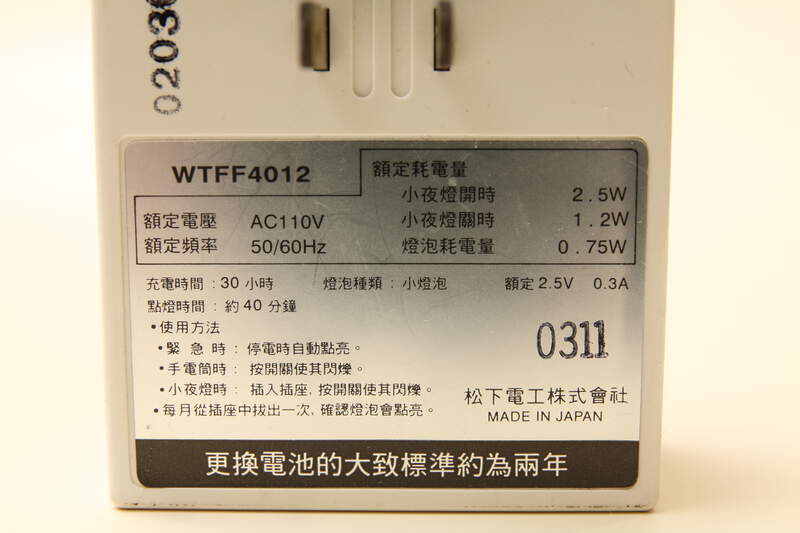 0203
WTFF4012
額定電壓 AC110V
額定頻率 50/60Hz
額定耗電量
小夜燈開時 2.5W
小夜燈關時 1.2W
燈泡耗電量 0.75W
充電時間 : 30 小時 燈泡種類 : 小燈泡 額定 2.5V 0.3A
點燈時間 : 約 40 分鐘
•使用方法
•緊 急 時 : 停電時自動點亮。
•手電筒時 : 按開關使其閃爍。
•小夜燈時 : 插入插座, 按開關使其閃爍。
•每月從插座中拔出一次, 確認燈泡會點亮。
0311
松下電工株式會社
MADE IN JAPAN
更換電池的大致標準約為兩年